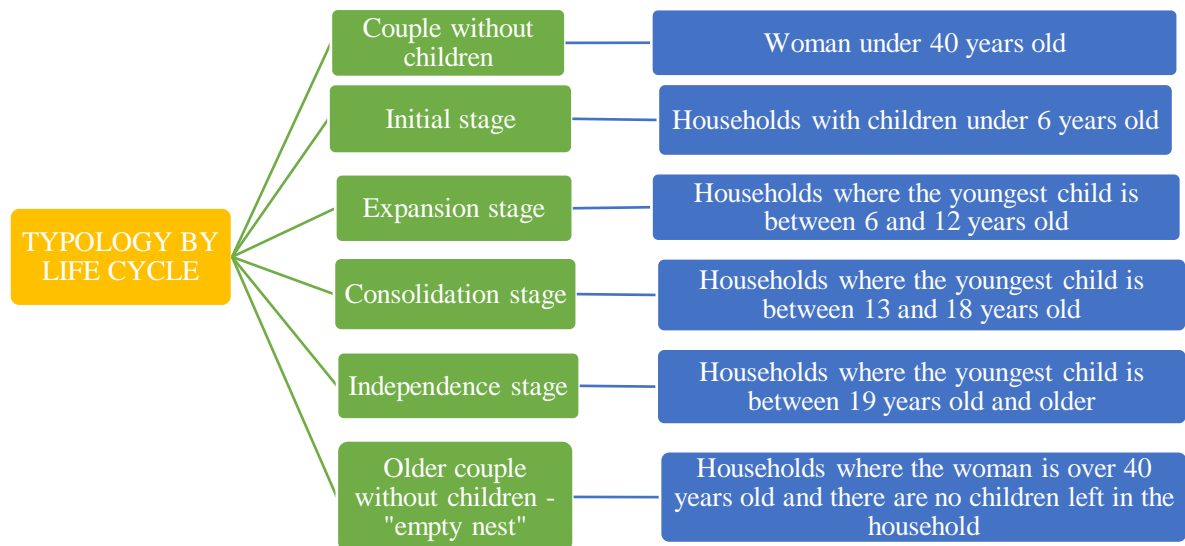 TYPOLOGY BY
LIFE CYCLE
Couple without
children
Woman under 40 years old
Initial stage
Households with children under 6 years old
Expansion stage
Households where the youngest child is
between 6 and 12 years old
Consolidation stage
Households where the youngest child is
between 13 and 18 years old
Independence stage
Households where the youngest child is
between 19 years old and older
Older couple
without children -
"empty nest"
Households where the woman is over 40
years old and there are no children left in the
household